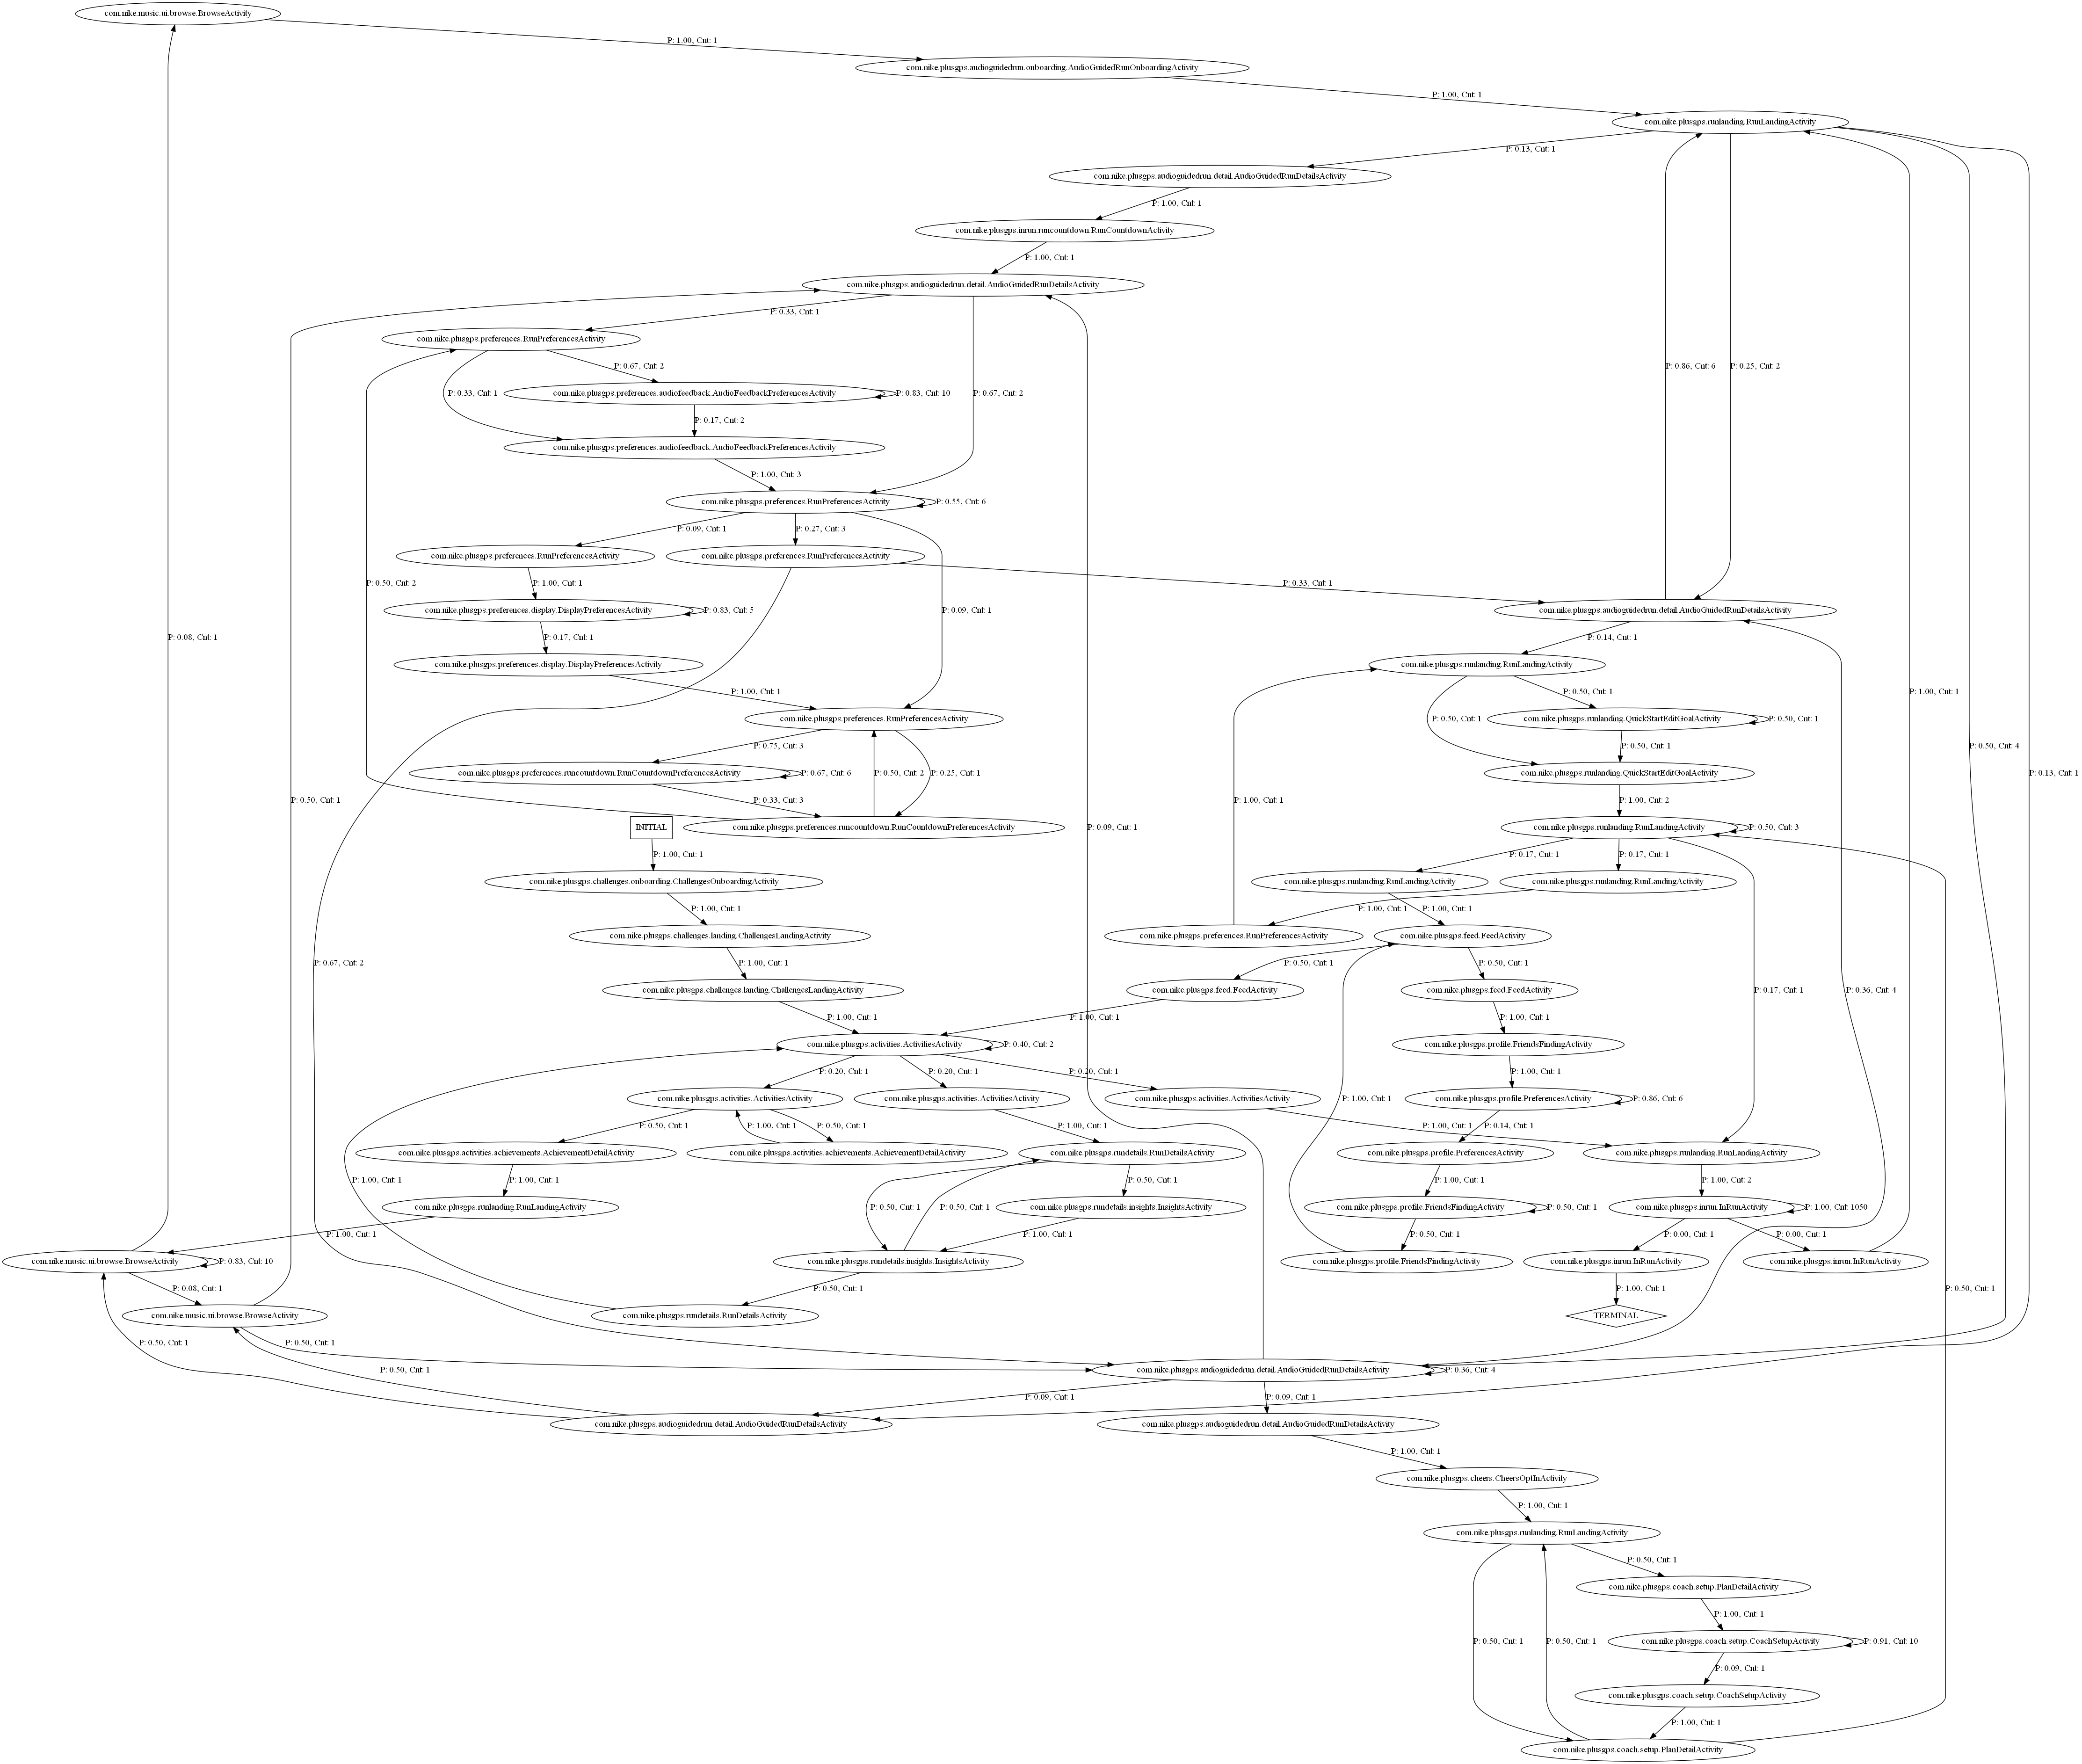 com.nike.music.ui.browse.BrowseActivity
P: 1.00, Cnt: 1
com.nike.plusgps.audioguidedrun.onboarding.AudioGuidedRunOnboardingActivity
P: 1.00, Cnt: 1
com.nike.plusgps.runlanding.RunLandingActivity
P: 0.13, Cnt: 1
com.nike.plusgps.audioguidedrun.detail.AudioGuidedRunDetailsActivity
P: 1.00, Cnt: 1
com.nike.plusgps.inrun.runcountdown.RunCountdownActivity
P: 1.00, Cnt: 1
com.nike.plusgps.audioguidedrun.detail.AudioGuidedRunDetailsActivity
P: 0.33, Cnt: 1
com.nike.plusgps.preferences.RunPreferencesActivity
P: 0.67, Cnt: 2
P: 0.86, Cnt: 6
P: 0.25, Cnt: 2
P: 0.33, Cnt: 1
com.nike.plusgps.preferences.audiofeedback.AudioFeedbackPreferencesActivity
P: 0.83, Cnt: 10
P: 0.67, Cnt: 2
P: 0.17, Cnt: 2
com.nike.plusgps.preferences.audiofeedback.AudioFeedbackPreferencesActivity
P: 1.00, Cnt: 3
com.nike.plusgps.preferences.RunPreferencesActivity
P: 0.55, Cnt: 6
P: 0.09, Cnt: 1
P: 0.27, Cnt: 3
com.nike.plusgps.preferences.RunPreferencesActivity
com.nike.plusgps.preferences.RunPreferencesActivity
P: 0.50, Cnt: 2
P: 1.00, Cnt: 1
P: 0.33, Cnt: 1
com.nike.plusgps.preferences.display.DisplayPreferencesActivity
P: 0.83, Cnt: 5
P: 0.09, Cnt: 1
com.nike.plusgps.audioguidedrun.detail.AudioGuidedRunDetailsActivity
P: 0.17, Cnt: 1
P: 0.14, Cnt: 1
P: 0.08, Cnt: 1
com.nike.plusgps.preferences.display.DisplayPreferencesActivity
com.nike.plusgps.runlanding.RunLandingActivity
P: 1.00, Cnt: 1
P: 0.50, Cnt: 1
P: 1.00, Cnt: 1
com.nike.plusgps.preferences.RunPreferencesActivity
P: 0.50, Cnt: 1
com.nike.plusgps.runlanding.QuickStartEditGoalActivity
P: 0.50, Cnt: 1
P: 0.75, Cnt: 3
P: 0.50, Cnt: 1
P: 0.50, Cnt: 4
com.nike.plusgps.preferences.runcountdown.RunCountdownPreferencesActivity
P: 0.67, Cnt: 6
P: 0.50, Cnt: 2
P: 0.25, Cnt: 1
com.nike.plusgps.runlanding.QuickStartEditGoalActivity
P: 0.13, Cnt: 1
P: 0.50, Cnt: 1
P: 0.33, Cnt: 3
P: 1.00, Cnt: 1
P: 1.00, Cnt: 2
INITIAL
com.nike.plusgps.preferences.runcountdown.RunCountdownPreferencesActivity
P: 0.09, Cnt: 1
com.nike.plusgps.runlanding.RunLandingActivity
P: 0.50, Cnt: 3
P: 1.00, Cnt: 1
P: 0.17, Cnt: 1
P: 0.17, Cnt: 1
com.nike.plusgps.challenges.onboarding.ChallengesOnboardingActivity
com.nike.plusgps.runlanding.RunLandingActivity
com.nike.plusgps.runlanding.RunLandingActivity
P: 1.00, Cnt: 1
P: 1.00, Cnt: 1
P: 1.00, Cnt: 1
com.nike.plusgps.challenges.landing.ChallengesLandingActivity
com.nike.plusgps.preferences.RunPreferencesActivity
com.nike.plusgps.feed.FeedActivity
P: 0.67, Cnt: 2
P: 1.00, Cnt: 1
P: 0.50, Cnt: 1
P: 0.50, Cnt: 1
com.nike.plusgps.challenges.landing.ChallengesLandingActivity
com.nike.plusgps.feed.FeedActivity
com.nike.plusgps.feed.FeedActivity
P: 0.17, Cnt: 1
P: 0.36, Cnt: 4
P: 1.00, Cnt: 1
P: 1.00, Cnt: 1
P: 1.00, Cnt: 1
com.nike.plusgps.activities.ActivitiesActivity
P: 0.40, Cnt: 2
com.nike.plusgps.profile.FriendsFindingActivity
P: 0.20, Cnt: 1
P: 0.20, Cnt: 1
P: 0.20, Cnt: 1
P: 1.00, Cnt: 1
com.nike.plusgps.activities.ActivitiesActivity
com.nike.plusgps.activities.ActivitiesActivity
com.nike.plusgps.activities.ActivitiesActivity
P: 1.00, Cnt: 1
com.nike.plusgps.profile.PreferencesActivity
P: 0.86, Cnt: 6
P: 0.50, Cnt: 1
P: 1.00, Cnt: 1
P: 0.50, Cnt: 1
P: 1.00, Cnt: 1
P: 1.00, Cnt: 1
P: 0.14, Cnt: 1
com.nike.plusgps.activities.achievements.AchievementDetailActivity
com.nike.plusgps.activities.achievements.AchievementDetailActivity
com.nike.plusgps.rundetails.RunDetailsActivity
com.nike.plusgps.profile.PreferencesActivity
com.nike.plusgps.runlanding.RunLandingActivity
P: 1.00, Cnt: 1
P: 1.00, Cnt: 1
P: 0.50, Cnt: 1
P: 1.00, Cnt: 1
P: 1.00, Cnt: 2
com.nike.plusgps.runlanding.RunLandingActivity
P: 0.50, Cnt: 1
P: 0.50, Cnt: 1
com.nike.plusgps.rundetails.insights.InsightsActivity
com.nike.plusgps.profile.FriendsFindingActivity
P: 0.50, Cnt: 1
com.nike.plusgps.inrun.InRunActivity
P: 1.00, Cnt: 1050
P: 1.00, Cnt: 1
P: 1.00, Cnt: 1
P: 0.50, Cnt: 1
P: 0.00, Cnt: 1
P: 0.00, Cnt: 1
com.nike.music.ui.browse.BrowseActivity
P: 0.83, Cnt: 10
com.nike.plusgps.rundetails.insights.InsightsActivity
com.nike.plusgps.profile.FriendsFindingActivity
com.nike.plusgps.inrun.InRunActivity
com.nike.plusgps.inrun.InRunActivity
P: 0.08, Cnt: 1
P: 0.50, Cnt: 1
P: 1.00, Cnt: 1
P: 0.50, Cnt: 1
com.nike.music.ui.browse.BrowseActivity
com.nike.plusgps.rundetails.RunDetailsActivity
TERMINAL
P: 0.50, Cnt: 1
P: 0.50, Cnt: 1
P: 0.50, Cnt: 1
com.nike.plusgps.audioguidedrun.detail.AudioGuidedRunDetailsActivity
P: 0.36, Cnt: 4
P: 0.09, Cnt: 1
P: 0.09, Cnt: 1
com.nike.plusgps.audioguidedrun.detail.AudioGuidedRunDetailsActivity
com.nike.plusgps.audioguidedrun.detail.AudioGuidedRunDetailsActivity
P: 1.00, Cnt: 1
com.nike.plusgps.cheers.CheersOptInActivity
P: 1.00, Cnt: 1
com.nike.plusgps.runlanding.RunLandingActivity
P: 0.50, Cnt: 1
com.nike.plusgps.coach.setup.PlanDetailActivity
P: 1.00, Cnt: 1
P: 0.50, Cnt: 1
P: 0.50, Cnt: 1
com.nike.plusgps.coach.setup.CoachSetupActivity
P: 0.91, Cnt: 10
P: 0.09, Cnt: 1
com.nike.plusgps.coach.setup.CoachSetupActivity
P: 1.00, Cnt: 1
com.nike.plusgps.coach.setup.PlanDetailActivity